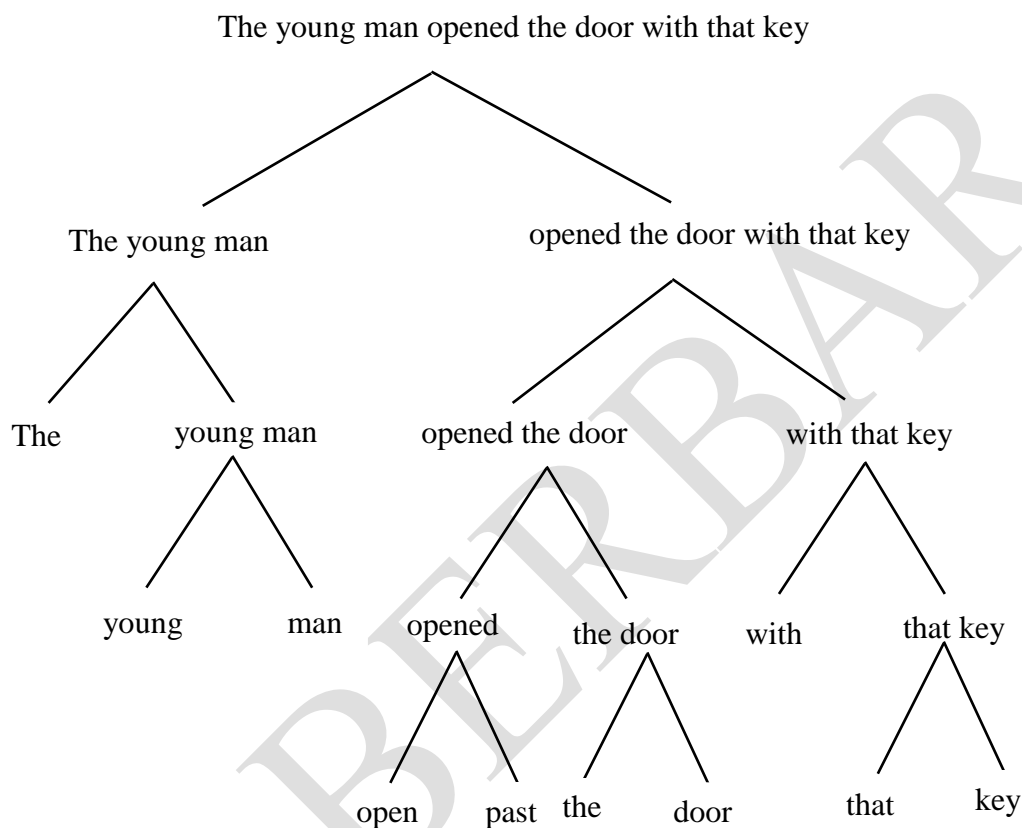 The young man opened the door with that key
The young man
opened the door with that key
The
young man
opened the door
with that key
young
man
opened
the door
with
that key
open
past
the
door
that
key
BERBAR